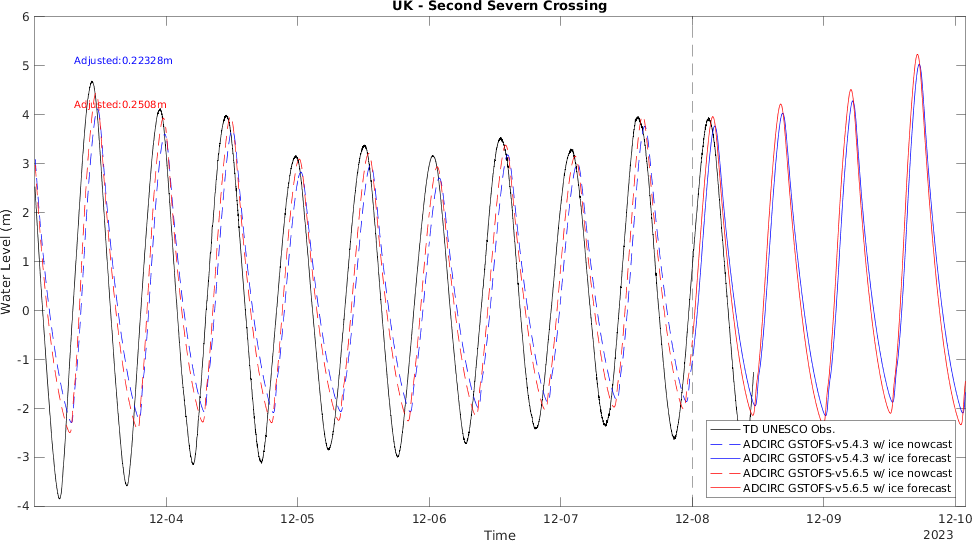 UK - Second Severn Crossing
6
5
4
3
2
1
0
-1
-2
-3
-4
Water Level (m)
Adjusted:0.22328m
Adjusted:0.2508m
TD UNESCO Obs.
ADCIRC GSTOFS-v5.4.3 w/ ice nowcast
ADCIRC GSTOFS-v5.4.3 w/ ice forecast
ADCIRC GSTOFS-v5.6.5 w/ ice nowcast
ADCIRC GSTOFS-v5.6.5 w/ ice forecast
12-04 12-05 12-06 12-07 12-08 12-09 12-10
Time
2023